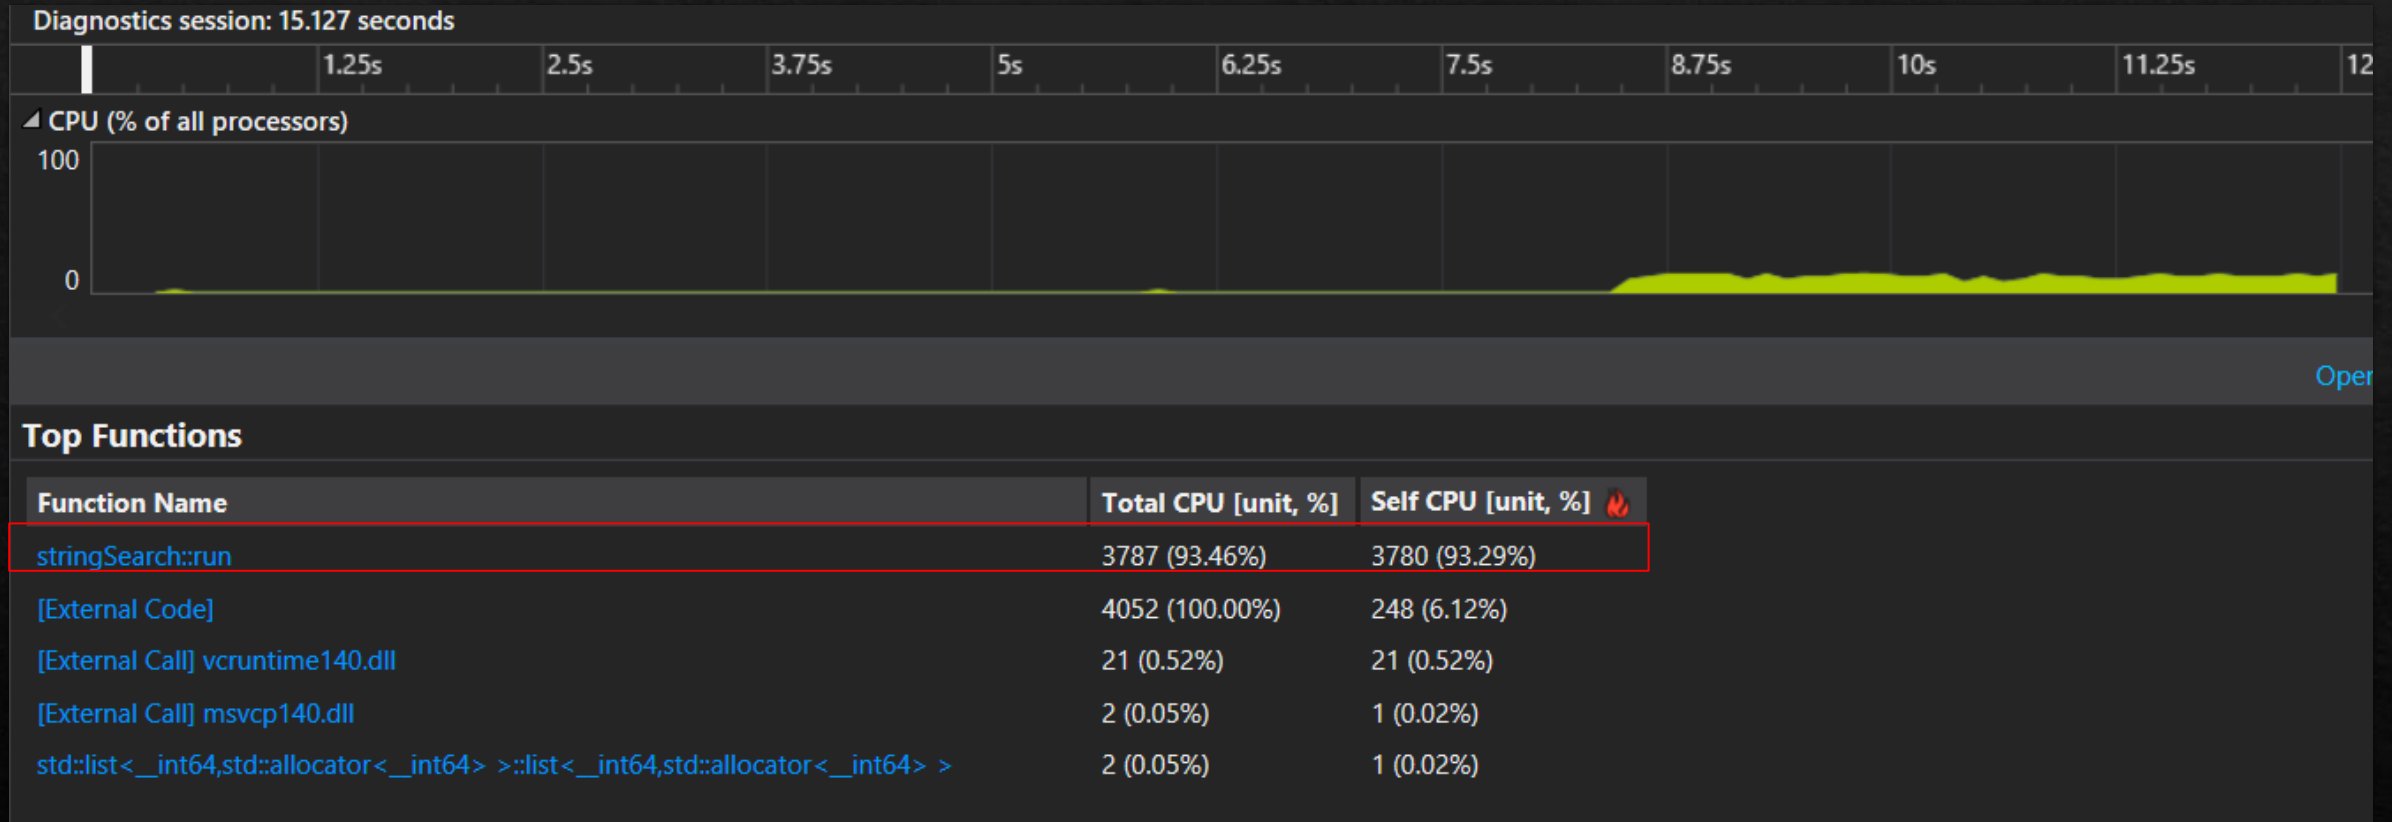 Diagnostics session: 15.127 seconds
1.25s 2.5s 3.75s 5s 6.25s 7.5s 8.75s 10s 11.25s 12
CPU (% of all processors)
100
0
Oper
Top Functions
Function Name Total CPU [unit, %] Self CPU [unit, %]
stringSearch::run 3787 (93.46%) 3780 (93.29%)
[External Code] 4052 (100.00%) 248 (6.12%)
[External Call] vcruntime140.dll 21 (0.52%) 21 (0.52%)
[External Call] msvcp140.dll 2 (0.05%) 1 (0.02%)
std::list<__int64,std::allocator<__int64> >::list<__int64,std::allocator<__int64> > 2 (0.05%) 1 (0.02%)